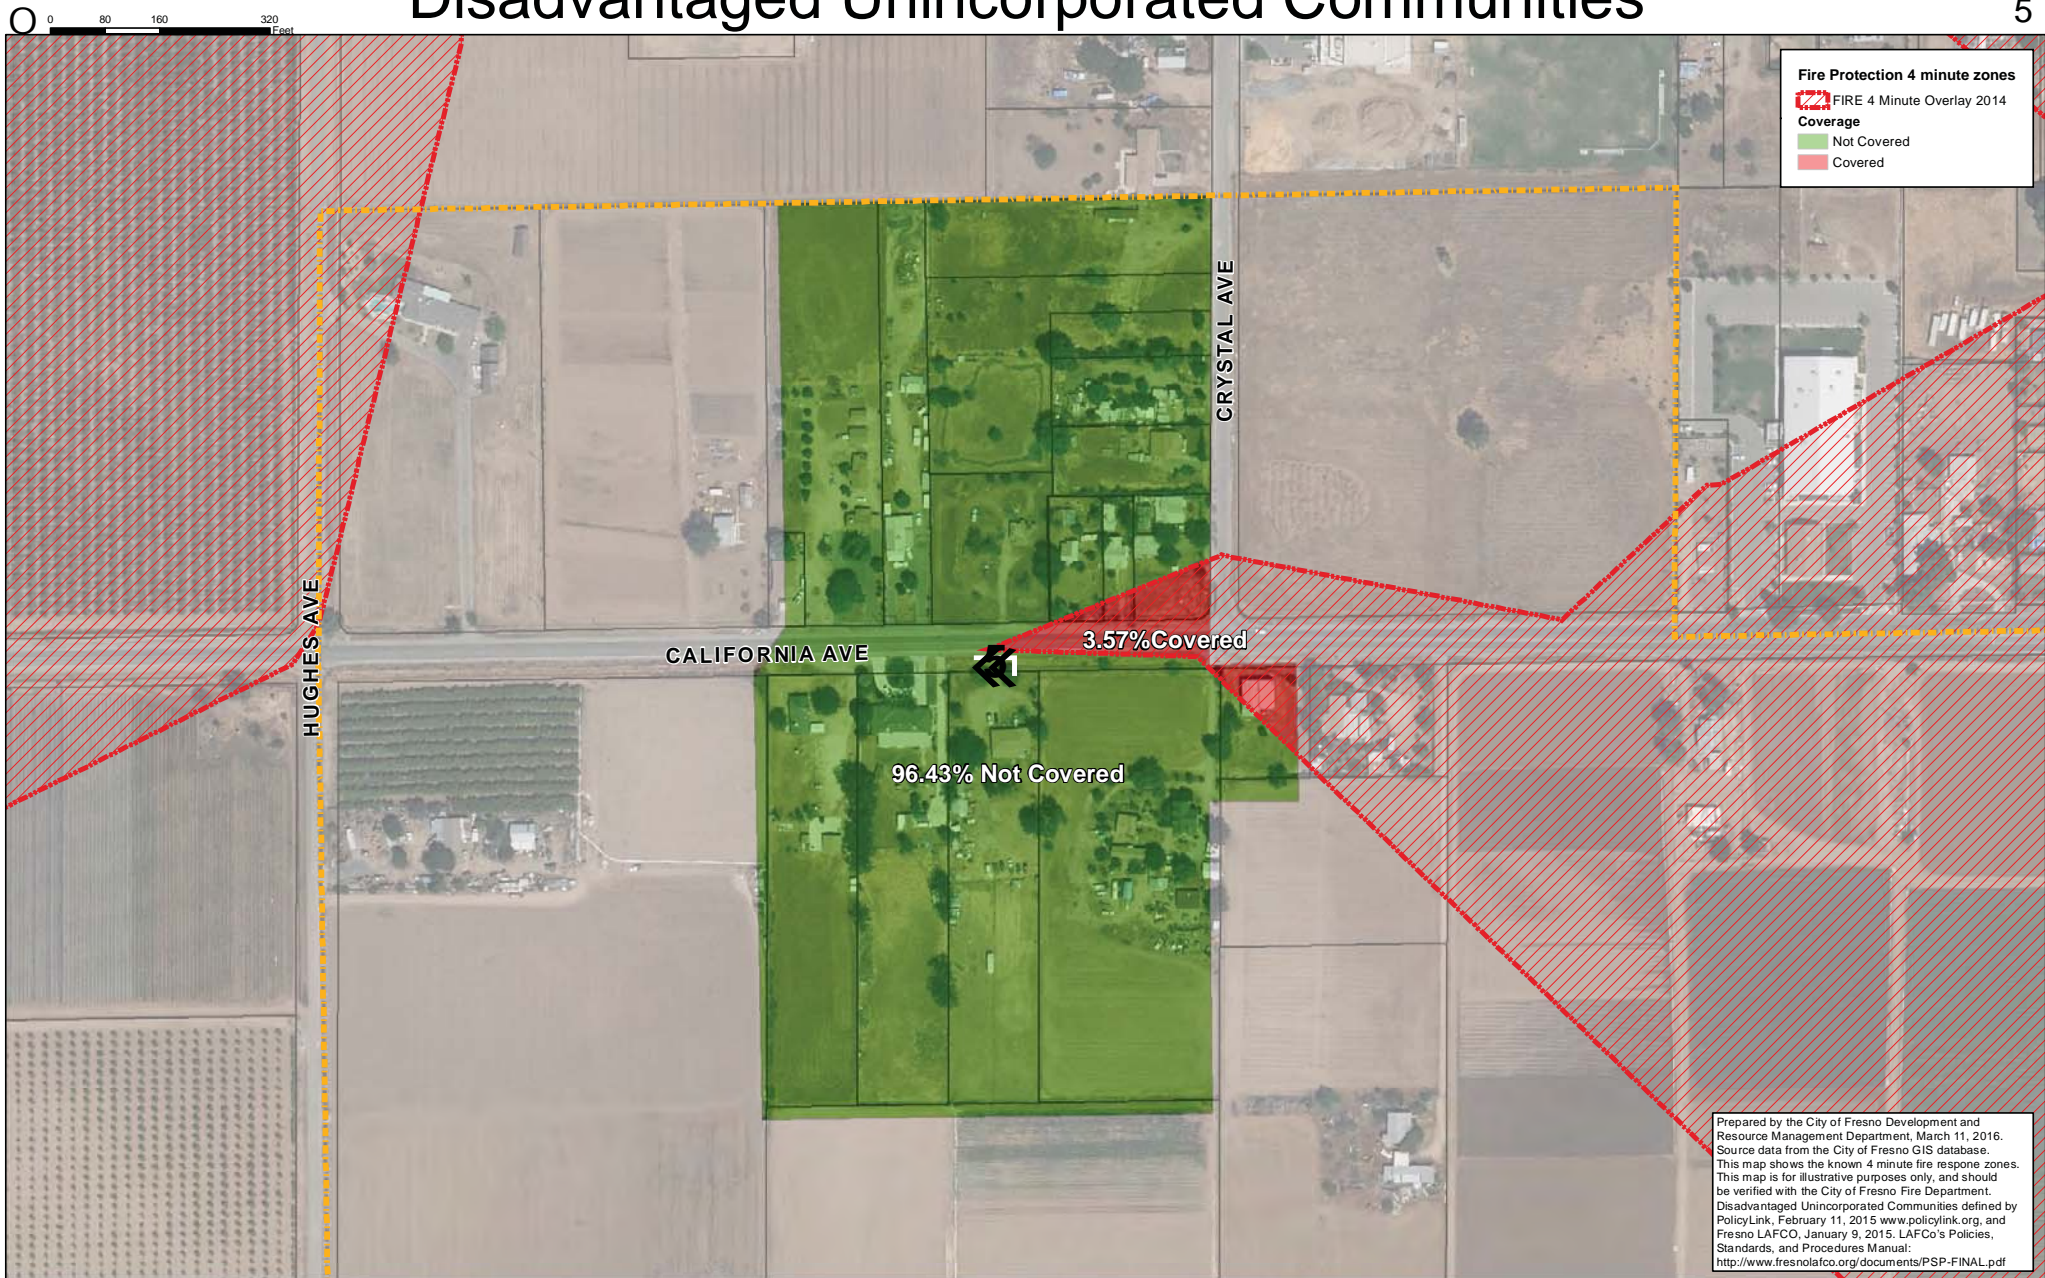 Disadvantaged Unincorporated Communities
5
0 80 160 320
Feet
Fire Protection 4 minute zones
FIRE 4 Minute Overlay 2014
Coverage
Not Covered
Covered
CRYSTAL AVE
HUGHES AVE
CALIFORNIA AVE
3.57%Covered
96.43% Not Covered
Prepared by the City of Fresno Development and
Resource Management Department, March 11, 2016.
Source data from the City of Fresno GIS database.
This map shows the known 4 minute fire respone zones.
This map is for illustrative purposes only, and should
be verified with the City of Fresno Fire Department.
Disadvantaged Unincorporated Communities defined by
PolicyLink, February 11, 2015 www.policylink.org, and
Fresno LAFCO, January 9, 2015. LAFCo's Policies,
Standards, and Procedures Manual:
http://www.fresnolafco.org/documents/PSP-FINAL.pdf